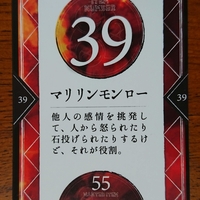 39
マリリンモンロー
39
39
他人の感情を挑発し
て、人から怒られたり
石投げられたりするけ
ど、それが役割。
55